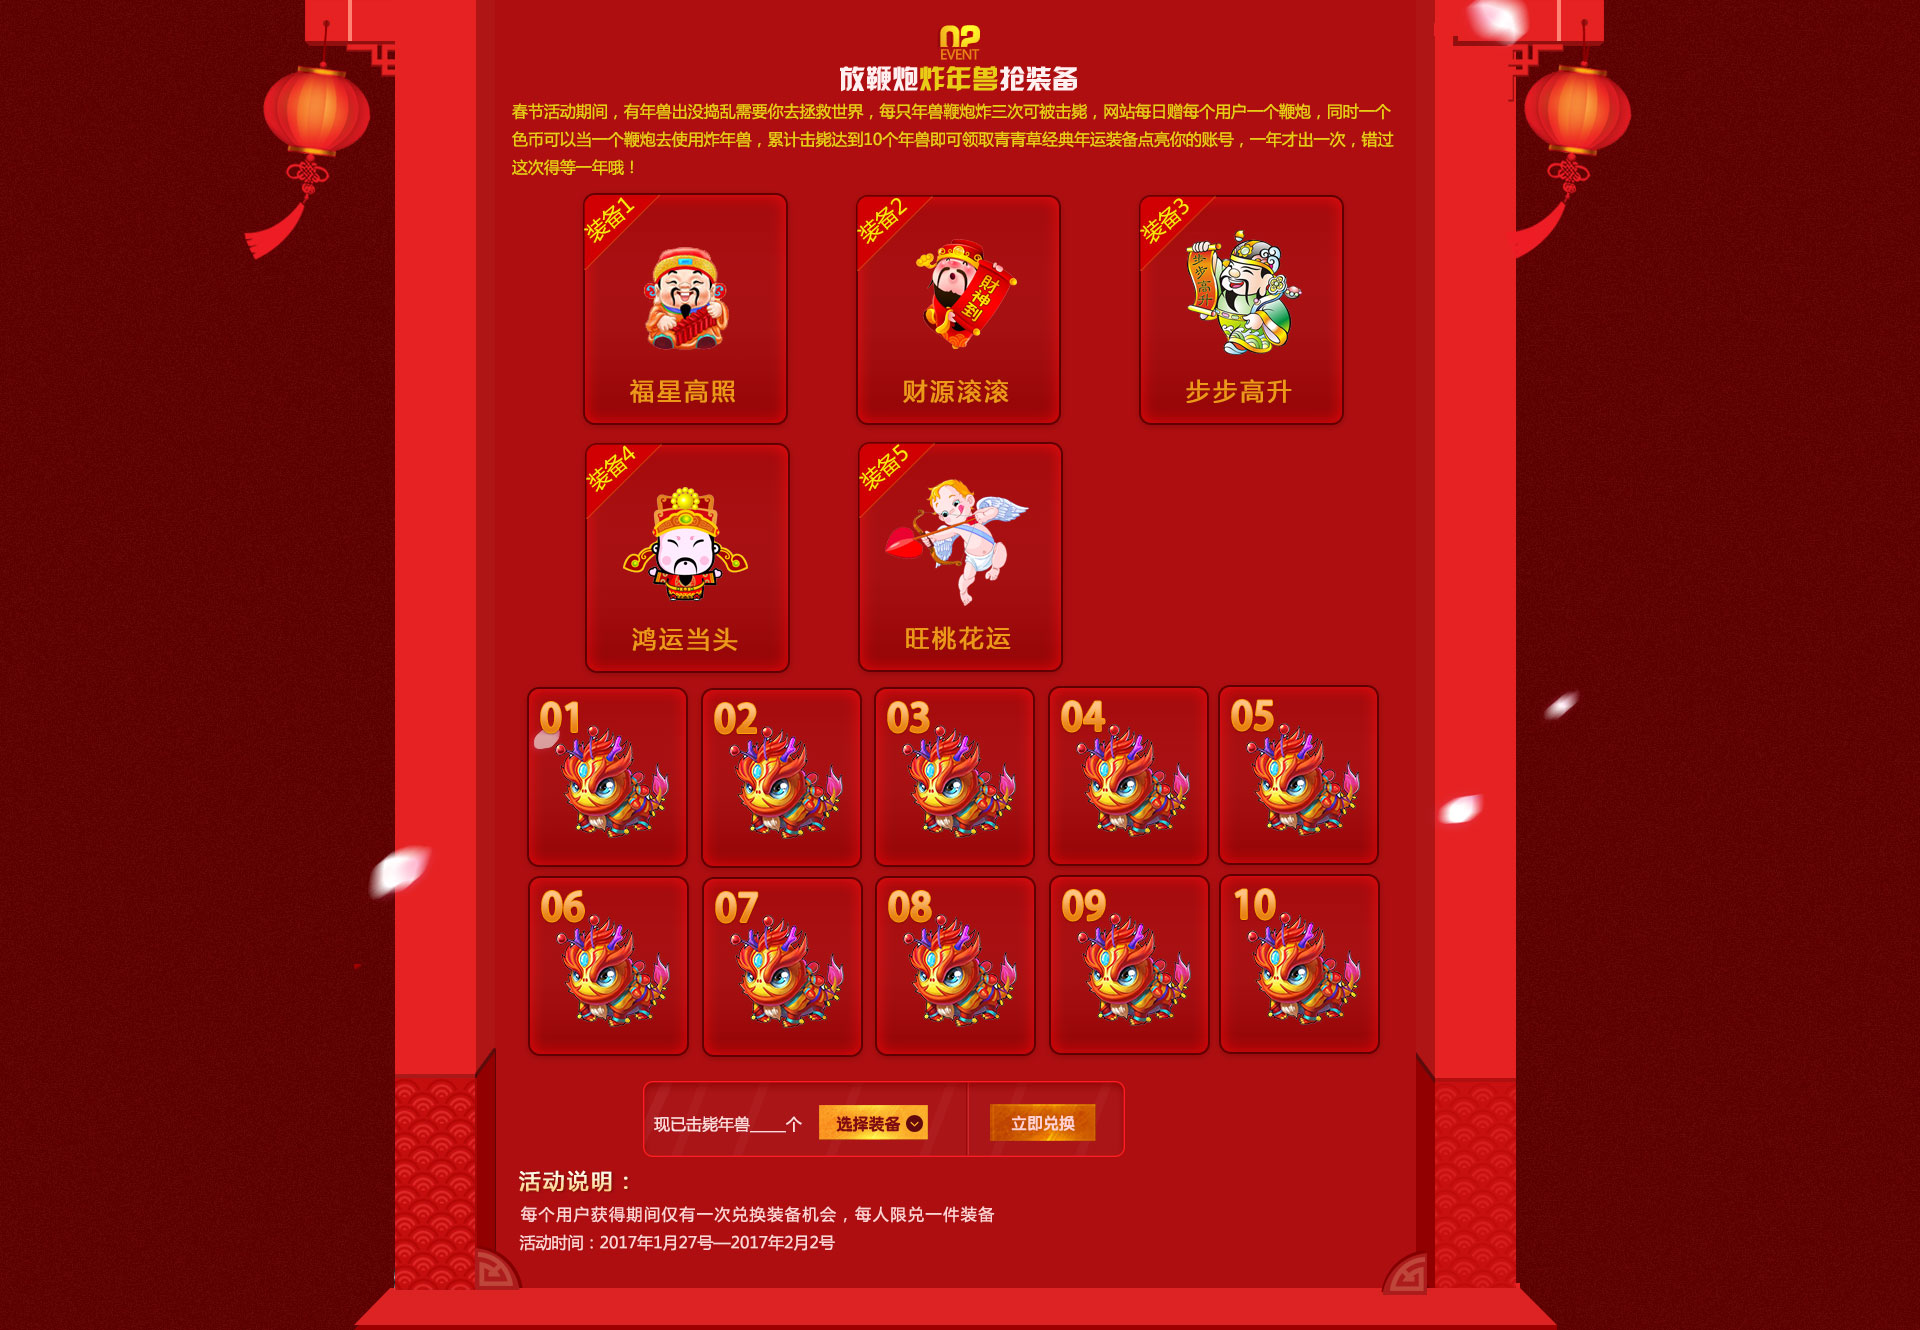 02
EVENT
放鞭炮炸年兽抢装备
春节活动期间，有年兽出没捣乱需要你去拯救世界，每只年兽鞭炮炸三次可被击毙，网站每日赠每个用户一个鞭炮，同时一个
色币可以当一个鞭炮去使用炸年兽，累计击毙达到10个年兽即可领取青青草经典年运装备点亮你的账号，一年才出一次，错过
这次得等一年哦！
装备1
装备2
装备3
財神到
步步高升
福星高照
财源滚滚
步步高升
装备4
装备5
鸿运当头
旺桃花运
01
02
03
04
05
06
07
08
09
10
现已击毙年兽____个
选择装备
立即兑换
活动说明：
每个用户获得期间仅有一次兑换装备机会，每人限兑一件装备
活动时间：2017年1月27号—2017年2月2号